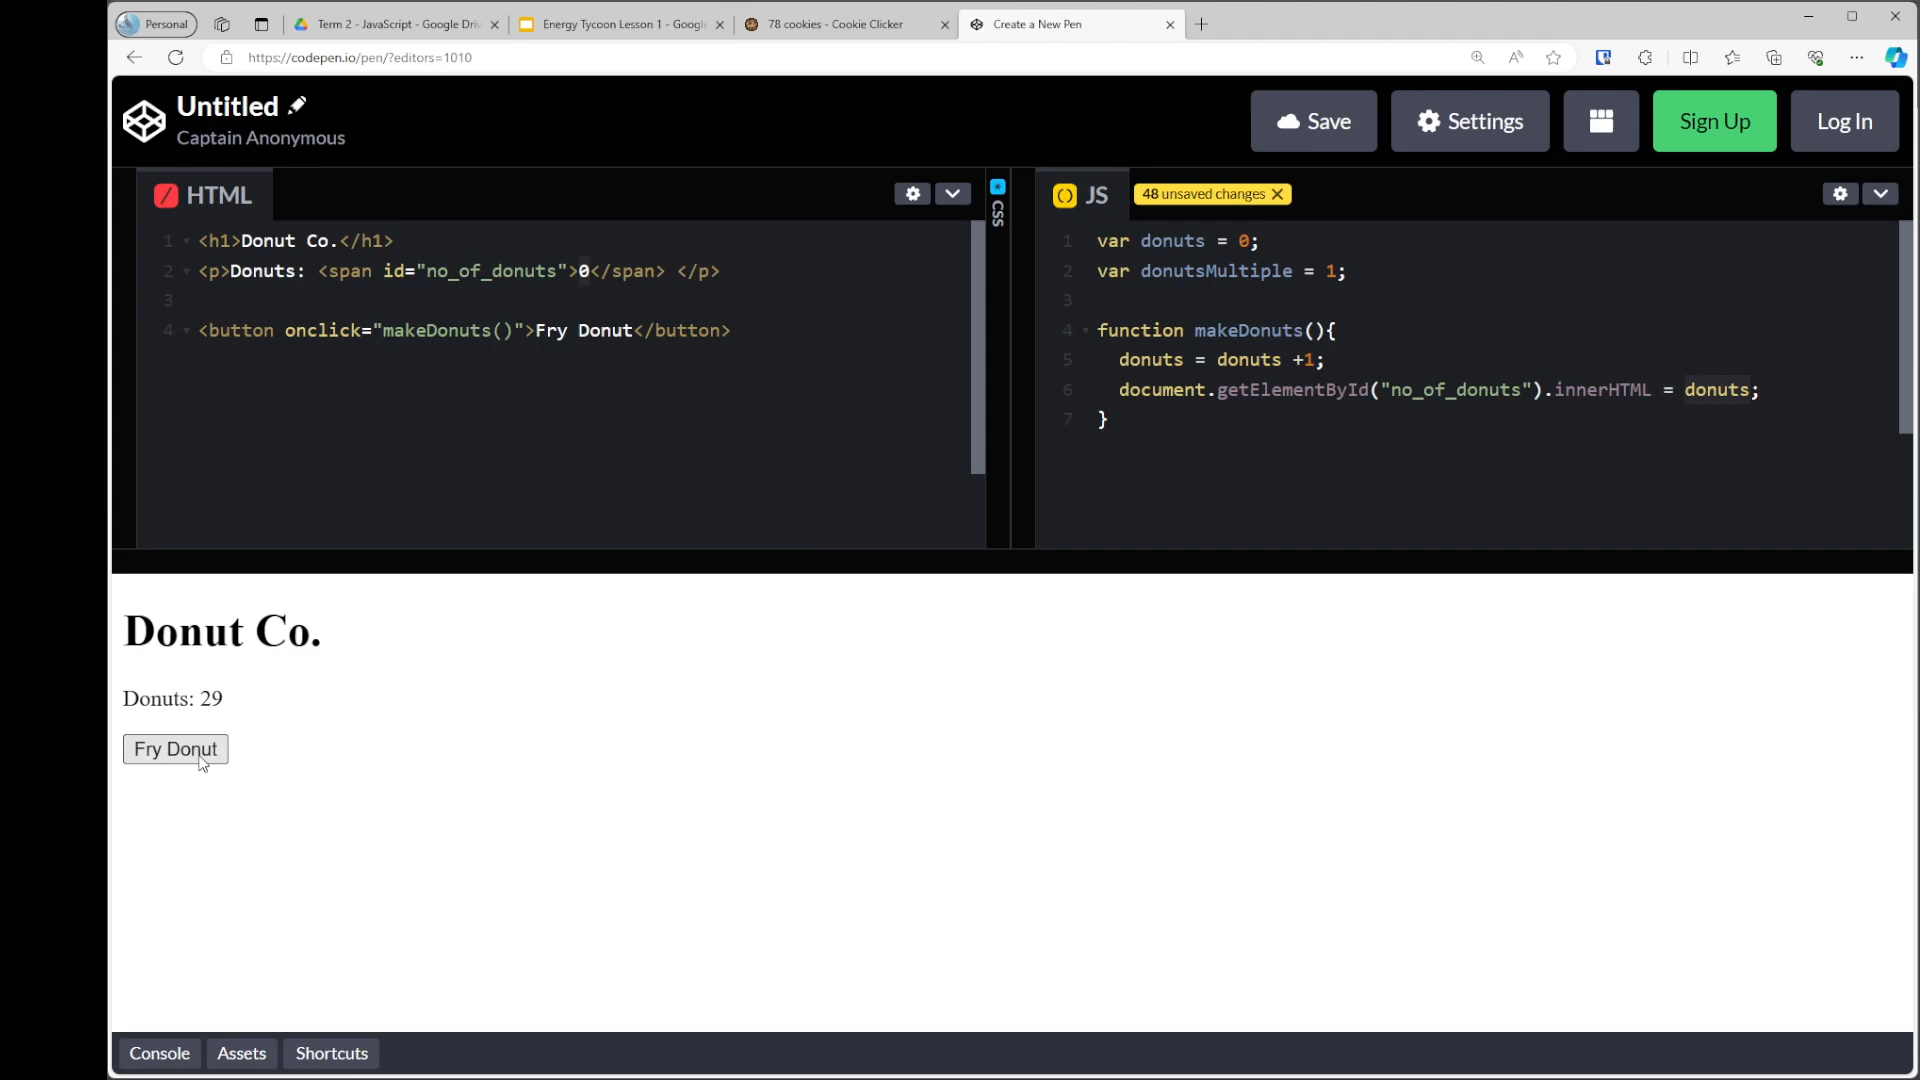 Personal
Term 2 - JavaScript - Google Driv
Energy Tycoon Lesson 1 - Googl
78 cookies - Cookie Clicker
Create a New Pen
https://codepen.io/pen/?editors=1010
Untitled
Captain Anonymous
Save
Settings
Sign Up
Log In
HTML
1 <h1>Donut Co.</h1>
2 <p>Donuts: <span id="no_of_donuts">0</span> </p>
3
4 <button onclick="makeDonuts()">Fry Donut</button>
CSS
JS
48 unsaved changes
1 var donuts = 0;
2 var donutsMultiple = 1;
3
4 function makeDonuts(){
5 donuts = donuts +1;
6 document.getElementById("no_of_donuts").innerHTML = donuts;
7 }
Donut Co.
Donuts: 29
Fry Donut
Console
Assets
Shortcuts